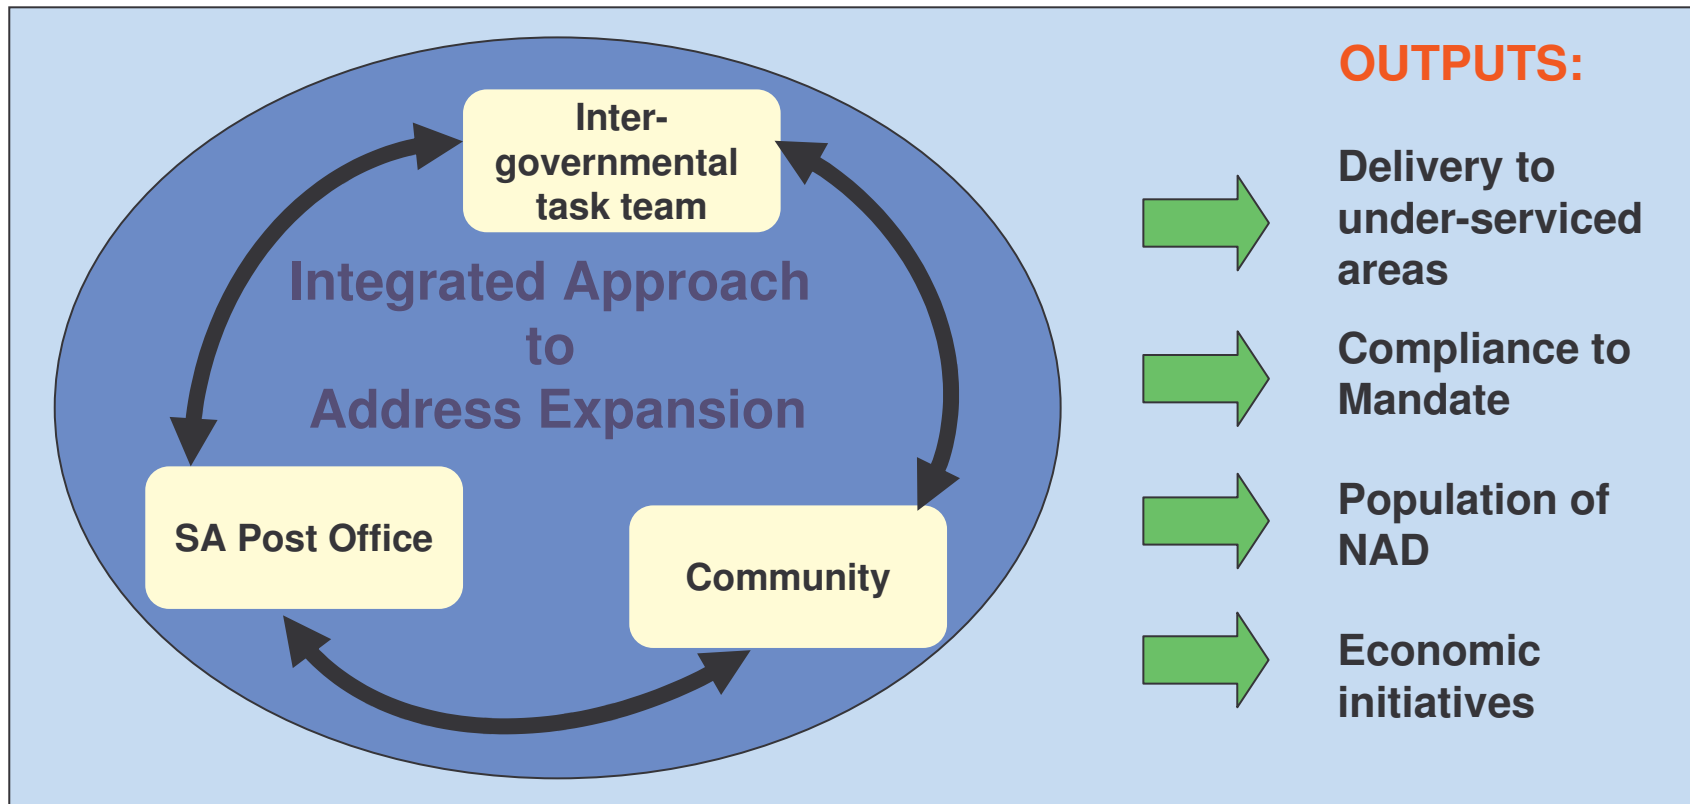 Inter-
governmental
task team
Integrated Approach
to
Address Expansion
SA Post Office
Community
OUTPUTS:
Delivery to
under-serviced
areas
Compliance to
Mandate
Population of
NAD
Economic
initiatives